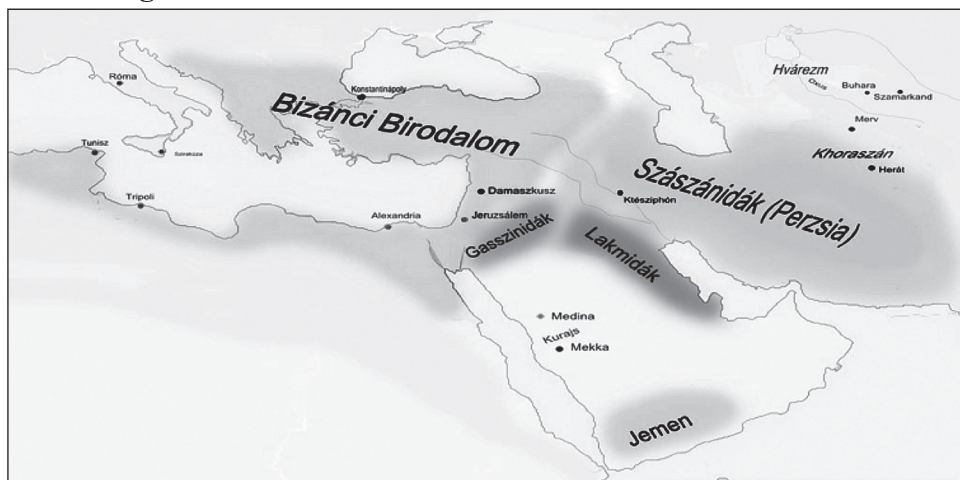 Róma
Konstantinápoly
Hvárezm
Oxus
Buhara
Szamarkand
Bizánci Birodalom
Merv
Tunisz
Khoraszán
Herát
Szászánidák (Perzsia)
Damaszkusz
Ktésziphón
Tripoli
Alexandria
Jeruzsálem
Gasszinidák
Lakmidák
Medina
Kurajs
Mekka
Jemen